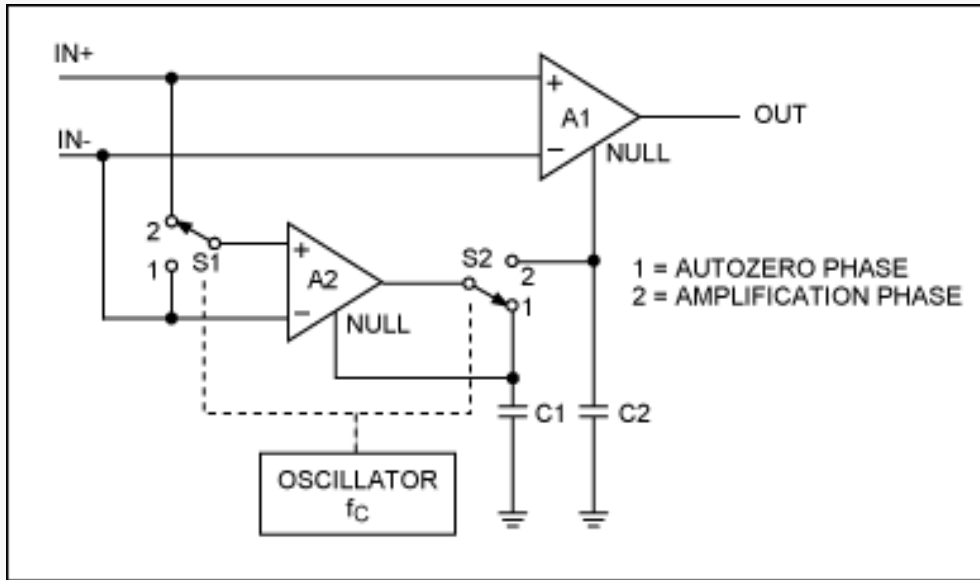 IN+
IN-
+
A1
−
OUT
NULL
2
1
S1
+
A2
−
NULL
S2
2
1
1 = AUTOZERO PHASE
2 = AMPLIFICATION PHASE
C1
C2
OSCILLATOR
fC